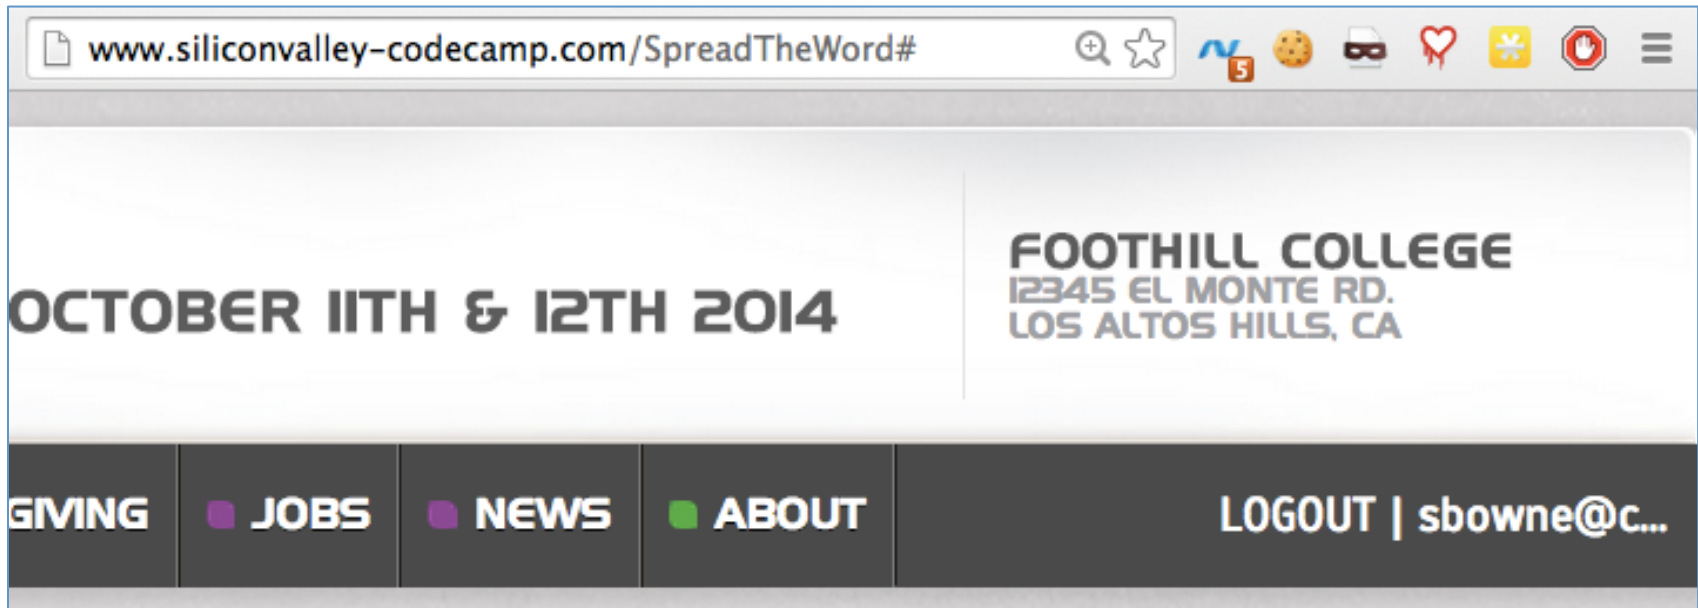 www.siliconvalley-codecamp.com/SpreadTheWord#
5
FOOTHILL COLLEGE
12345 EL MONTE RD.
LOS ALTOS HILLS, CA
OCTOBER 11TH & 12TH 2014
GIVING JOBS NEWS ABOUT LOGOUT | sbowne@c...